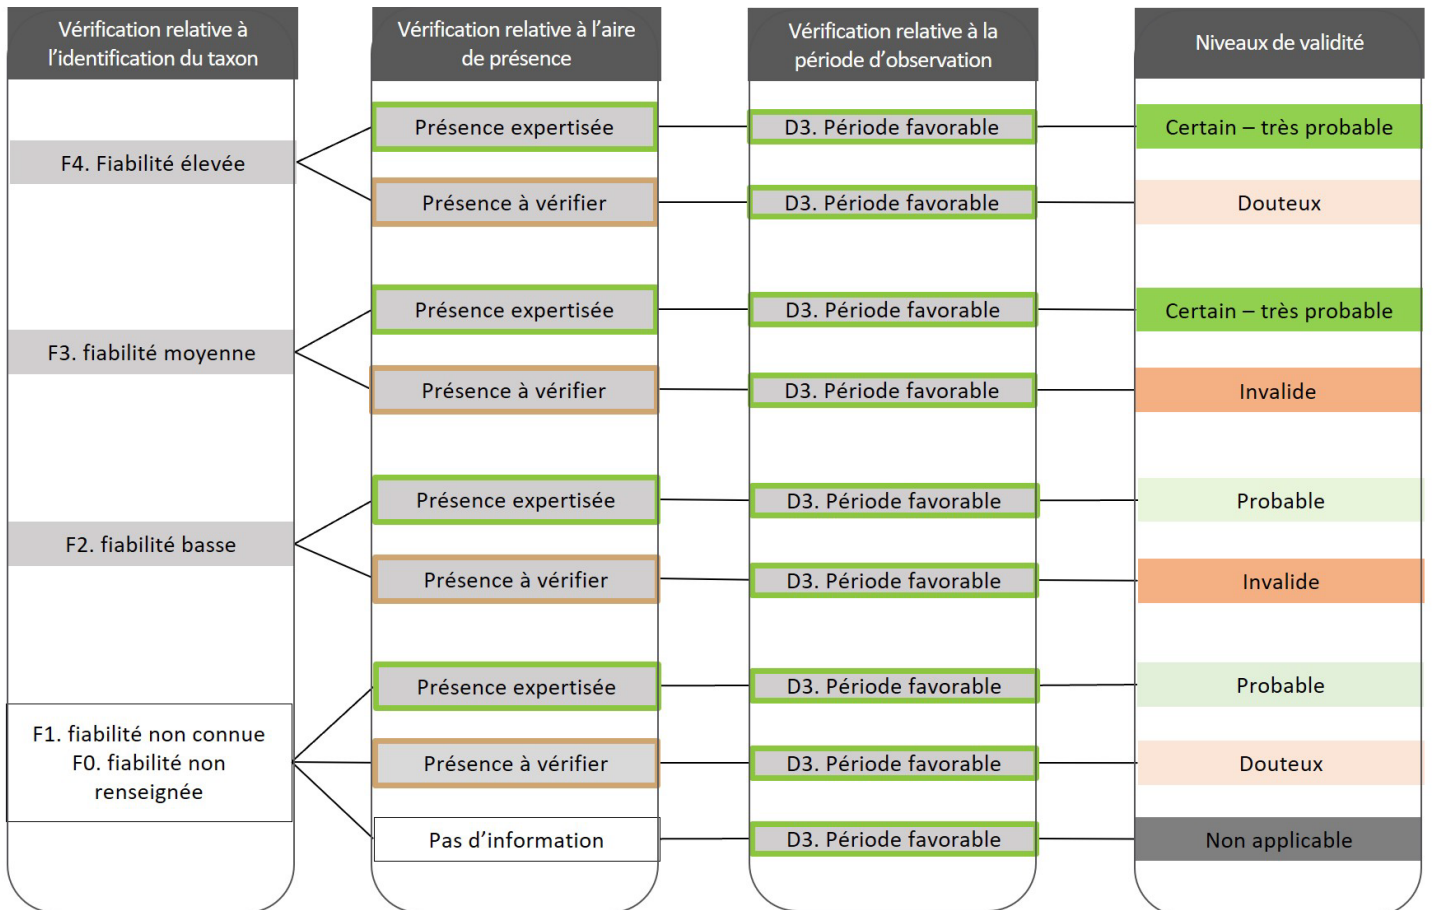 Vérification relative à
l’identification du taxon
Vérification relative à l’aire
de présence
Vérification relative à la
période d’observation
Niveaux de validité
F4. Fiabilité élevée
Présence expertisée
D3. Période favorable
Certain – très probable
Présence à vérifier
D3. Période favorable
Douteux
F3. fiabilité moyenne
Présence expertisée
D3. Période favorable
Certain – très probable
Présence à vérifier
D3. Période favorable
Invalide
F2. fiabilité basse
Présence expertisée
D3. Période favorable
Probable
Présence à vérifier
D3. Période favorable
Invalide
F1. fiabilité non connue
F0. fiabilité non
renseignée
Présence expertisée
D3. Période favorable
Probable
Présence à vérifier
D3. Période favorable
Douteux
Pas d’information
D3. Période favorable
Non applicable